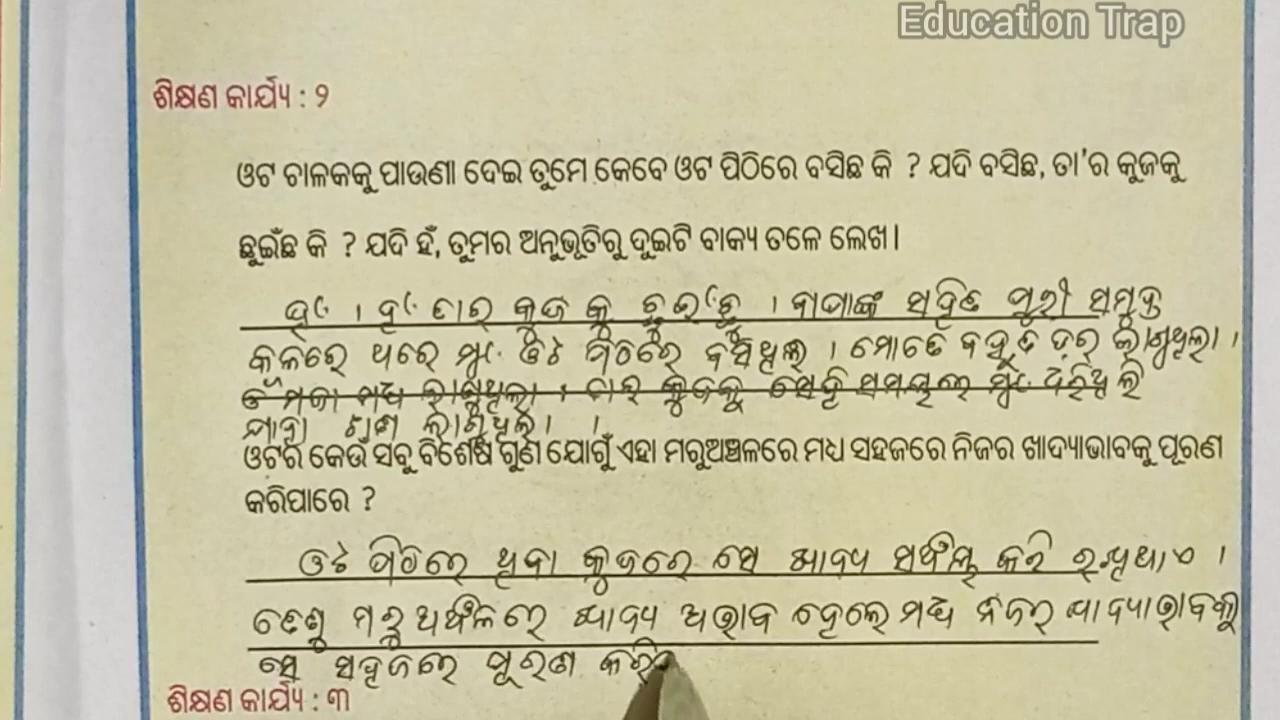 Education Trap
ଶିକ୍ଷଣ କାର୍ଯ୍ୟ : ୨
ଓଟ ଚାଳକକୁ ପାଉଣା ଦେଇ ତୁମେ କେବେ ଓଟ ପିଠିରେ ବସିଛ କି ? ଯଦି ବସିଛ, ତା'ର କୁଜକୁ
ଛୁଇଁଛ କି ? ଯଦି ହଁ, ତୁମର ଅନୁଭୂତିରୁ ଦୁଇଟି ବାକ୍ୟ ତଳେ ଲେଖ।
ହଁ । ହଁ ତାର କୁଜ କୁ ଛୁଇଁଛୁ । ବାପାଙ୍କ ସହିତ ପୁରୀ ସମୁଦ୍ର
କୂଳରେ ଥରେ ମୁଁ ଓଟ ପିଠିରେ ବସିଥିଲି । ମୋତେ ବହୁତ ଡ଼ର ଲାଗୁଥିଲା ।
ମଜା ମଧ୍ୟ ଲାଗୁଥିଲା । ତାର କୁଜକୁ ସେହି ସମୟରେ ମୁଁ ଧରିଥିଲି
ଯାହା ଲାଗୁଥିଲା ।
ଓଟର କେଉଁ ସବୁ ବିଶେଷ ଗୁଣ ଯୋଗୁଁ ଏହା ମରୁଅଞ୍ଚଳରେ ମଧ୍ୟ ସହଜରେ ନିଜର ଖାଦ୍ୟାଭାବକୁ ପୂରଣ
କରିପାରେ ?
ଓଟ ପିଠିରେ ଥିବା କୁଜରେ ସେ ଖାଦ୍ୟ ସଞ୍ଚିତ କରି ରଖିଥାଏ ।
ତେଣୁ ମରୁଅଞ୍ଚଳରେ ଖାଦ୍ୟ ଅଭାବ ହେଲେ ମଧ୍ୟ ନିଜର ଖାଦ୍ୟାଭାବକୁ
ସେ ସହଜରେ ପୂରଣ
ଶିକ୍ଷଣ କାର୍ଯ୍ୟ : ୩